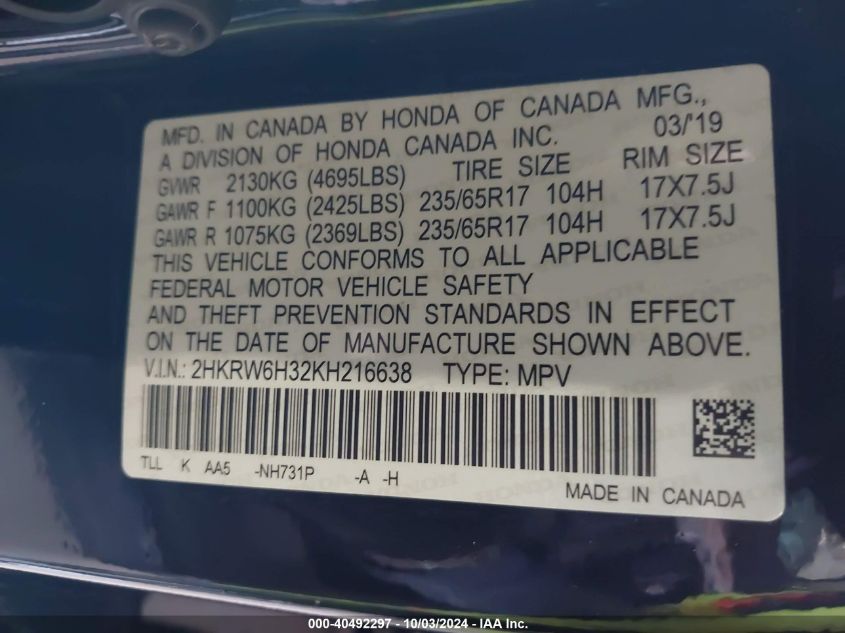 MFD. IN CANADA BY HONDA OF CANADA MFG.,
A DIVISION OF HONDA CANADA INC. 03/'19
GVWR 2130KG (4695LBS) TIRE SIZE RIM SIZE
GAWR F 1100KG (2425LBS) 235/65R17 104H 17X7.5J
GAWR R 1075KG (2369LBS) 235/65R17 104H 17X7.5J
THIS VEHICLE CONFORMS TO ALL APPLICABLE
FEDERAL MOTOR VEHICLE SAFETY
AND THEFT PREVENTION STANDARDS IN EFFECT
ON THE DATE OF MANUFACTURE SHOWN ABOVE.
V.I.N.: 2HKRW6H32KH216638 TYPE: MPV
TLL K AA5 -NH731P -A -H
MADE IN CANADA
000-40492297 - 10/03/2024 - IAA Inc.